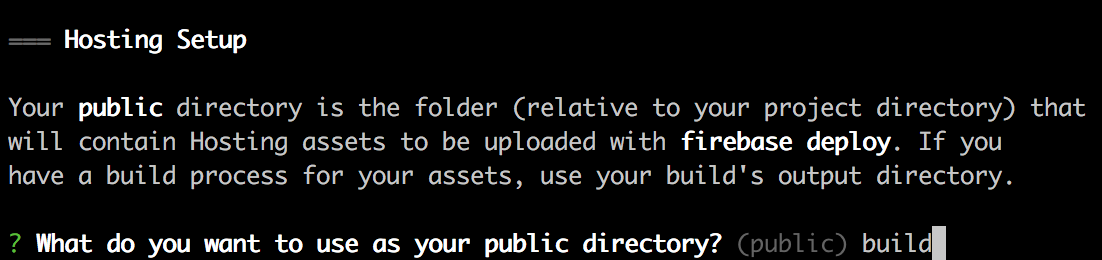 === Hosting Setup
Your public directory is the folder (relative to your project directory) that
will contain Hosting assets to be uploaded with firebase deploy. If you
have a build process for your assets, use your build's output directory.
? What do you want to use as your public directory? (public) build